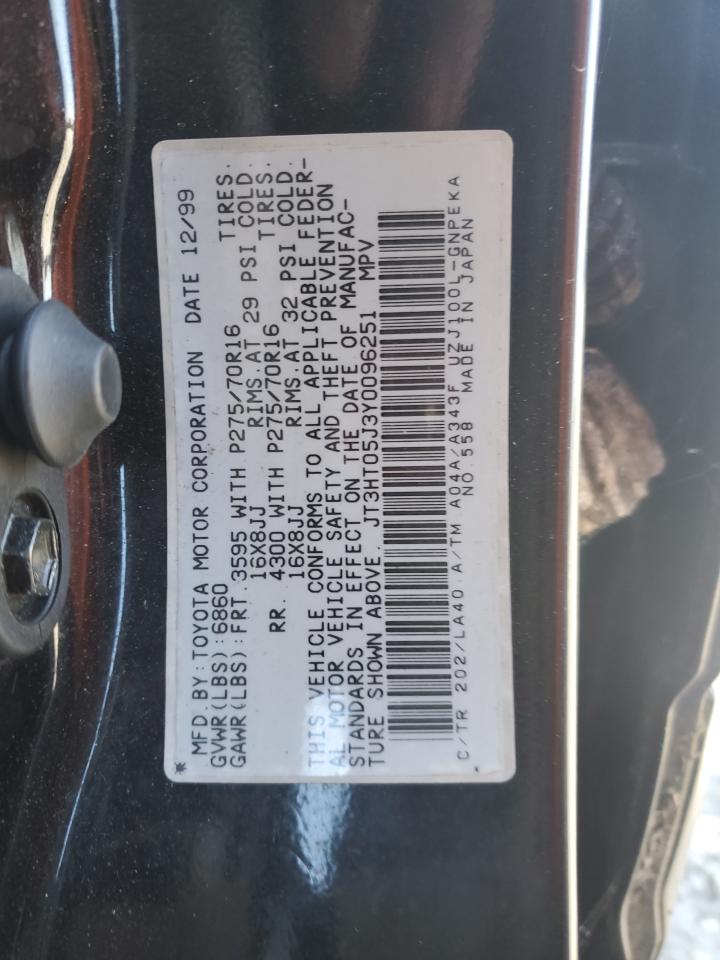 * MFD.BY:TOYOTA MOTOR CORPORATION DATE 12/99
GVWR(LBS):6860
GAWR(LBS):FRT.3595 WITH P275/70R16 TIRES.
16X8JJ RIMS.AT 29 PSI COLD.
RR. 4300 WITH P275/70R16 TIRES.
16X8JJ RIMS.AT 32 PSI COLD.
THIS VEHICLE CONFORMS TO ALL APPLICABLE FEDER-
AL MOTOR VEHICLE SAFETY AND THEFT PREVENTION
STANDARDS IN EFFECT ON THE DATE OF MANUFAC-
TURE SHOWN ABOVE. JT3HT05J3Y0096251 MPV
C/TR 202/LA40 A/TM A04A/A343F UZJ100L-GNPEKA
NO.558 MADE IN JAPAN